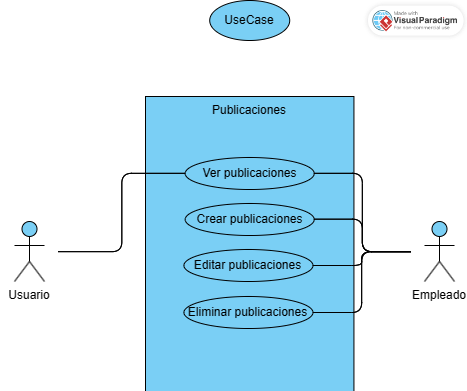 UseCase
Made with
Visual Paradigm
For non-commercial use
Publicaciones
Ver publicaciones
Crear publicaciones
Editar publicaciones
Eliminar publicaciones
Usuario
Empleado